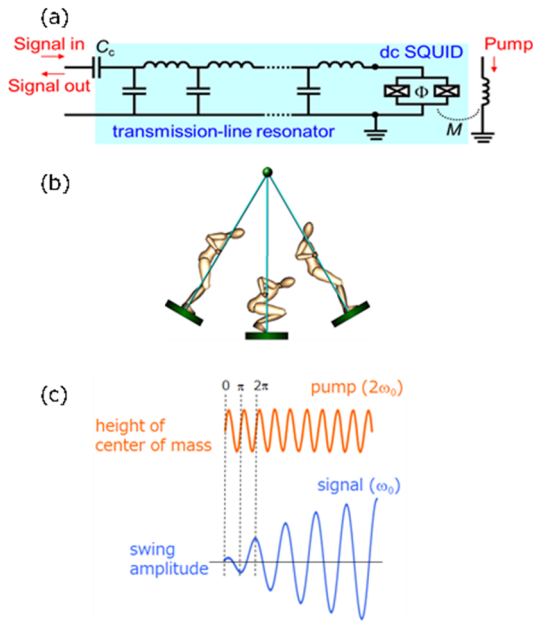 (a)
Signal in
Cc
dc SQUID
Pump
Signal out
Φ
M
transmission-line resonator
(b)
(c)
0 π 2π
pump (2ω0)
height of
center of mass
signal (ω0)
swing
amplitude